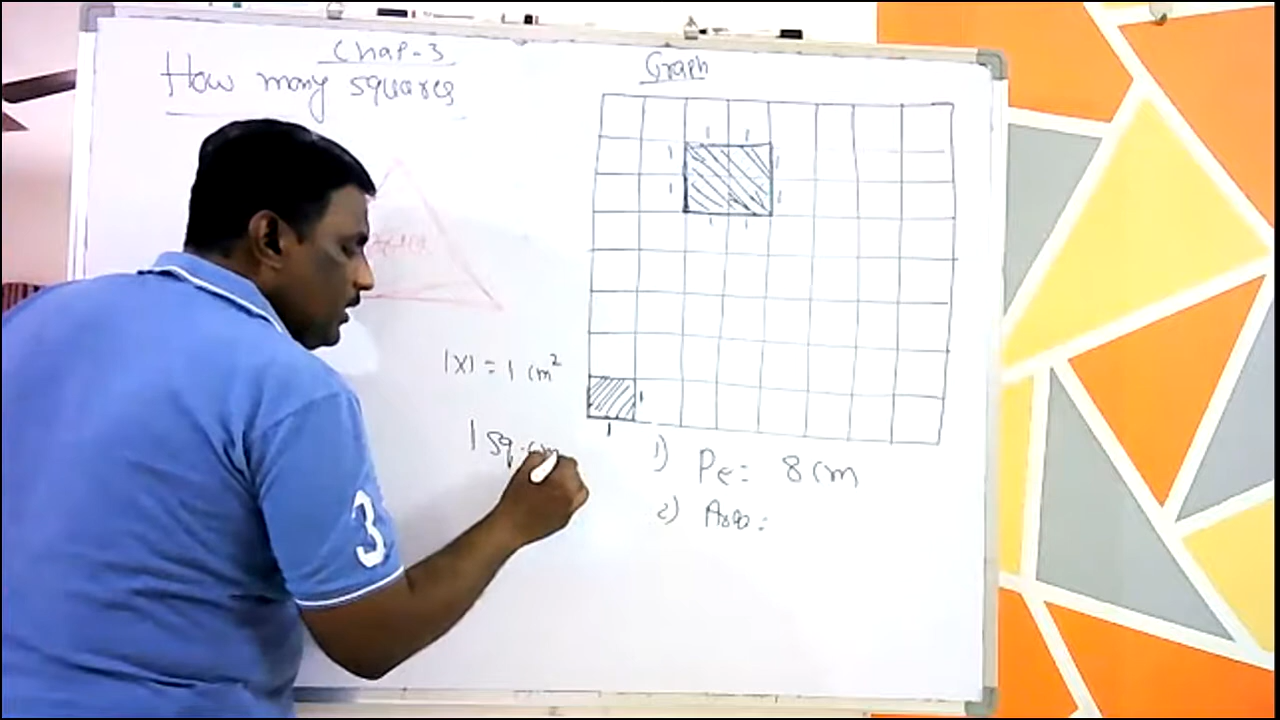 Chap-3
How many squares
Graph
1 1
1 1
1 1
1 1
1X1 = 1 cm²
1
1
1 sq.cm
1) Pe = 8 cm
2) Area :
3